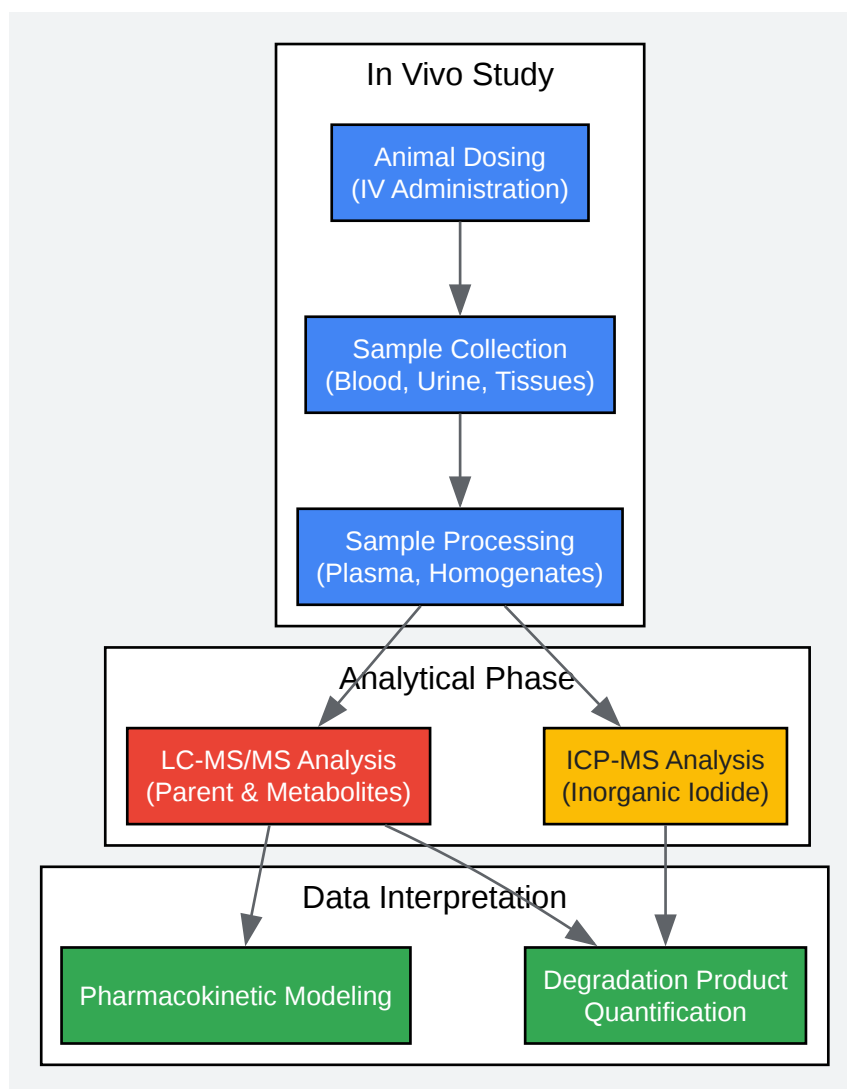 In Vivo Study
Animal Dosing
(IV Administration)
Sample Collection
(Blood, Urine, Tissues)
Sample Processing
(Plasma, Homogenates)
Analytical Phase
LC-MS/MS Analysis
(Parent & Metabolites)
ICP-MS Analysis
(Inorganic Iodide)
Data Interpretation
Pharmacokinetic Modeling
Degradation Product
Quantification